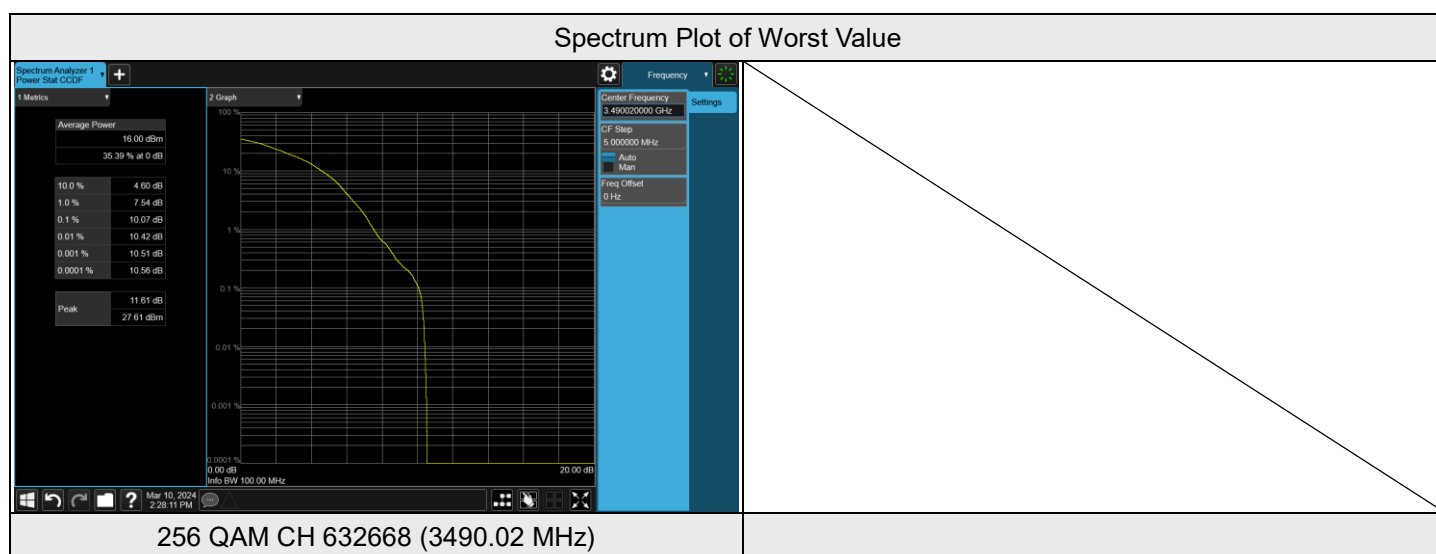 Spectrum Plot of Worst Value
Spectrum Analyzer 1
Power Stat CCDF
Frequency
1 Metrics
2 Graph
Center Frequency
3.490020000 GHz
Settings
CF Step
5.000000 MHz
Auto
Man
Freq Offset
0 Hz
Average Power
16.00 dBm
35.39 % at 0 dB
10.0 % 4.60 dB
1.0 % 7.54 dB
0.1 % 10.07 dB
0.01 % 10.42 dB
0.001 % 10.51 dB
0.0001 % 10.56 dB
Peak
11.61 dB
27.61 dBm
100 %
10 %
1 %
0.1 %
0.01 %
0.001 %
0.0001 %
0.00 dB 20.00 dB
Info BW 100.00 MHz
?
Mar 10, 2024
2:28:11 PM
256 QAM CH 632668 (3490.02 MHz)